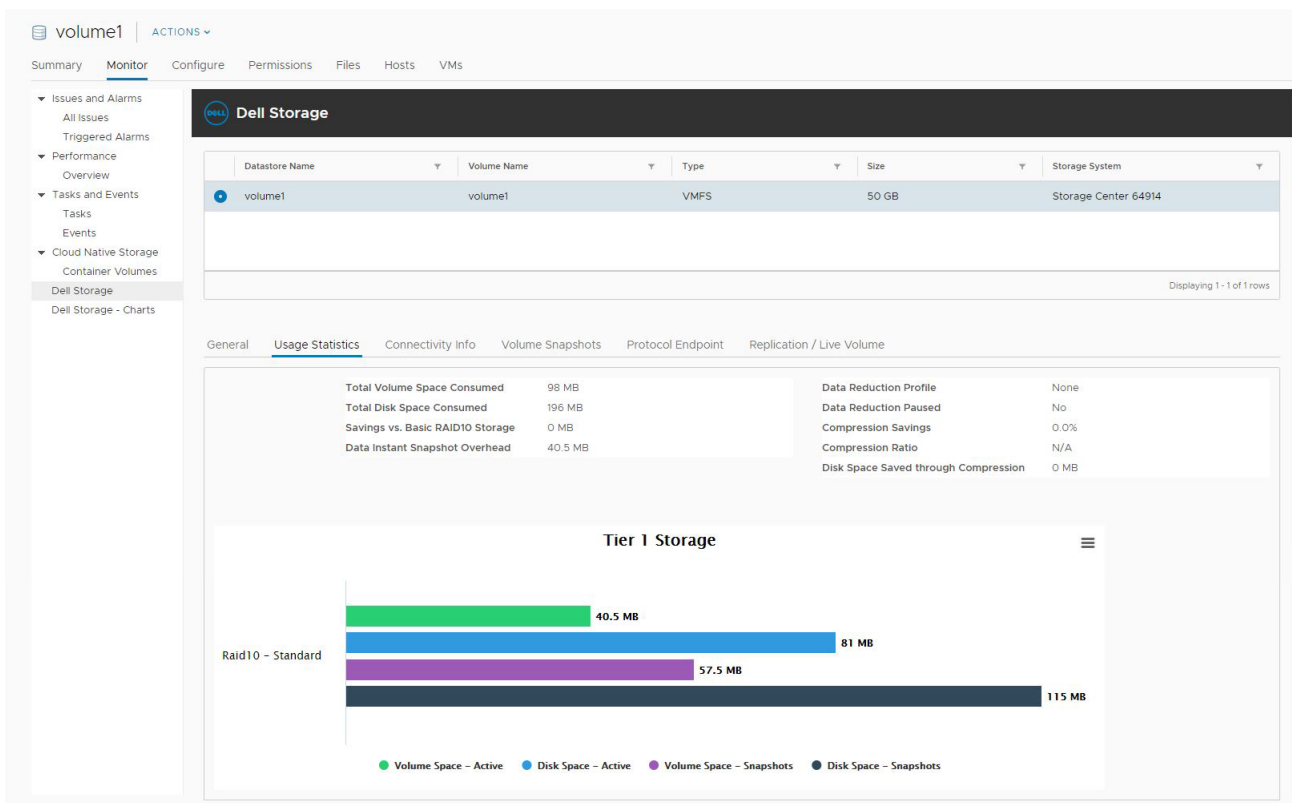 volume1 ACTIONS
Summary Monitor Configure Permissions Files Hosts VMs
Issues and Alarms
All Issues
Triggered Alarms
Performance
Overview
Tasks and Events
Tasks
Events
Cloud Native Storage
Container Volumes
Dell Storage
Dell Storage - Charts
DELL Dell Storage
Datastore Name Volume Name Type Size Storage System
volume1 volume1 VMFS 50 GB Storage Center 64914
Displaying 1 - 1 of 1 rows
General Usage Statistics Connectivity Info Volume Snapshots Protocol Endpoint Replication / Live Volume
Total Volume Space Consumed 98 MB
Total Disk Space Consumed 196 MB
Savings vs. Basic RAID10 Storage 0 MB
Data Instant Snapshot Overhead 40.5 MB
Data Reduction Profile None
Data Reduction Paused No
Compression Savings 0.0%
Compression Ratio N/A
Disk Space Saved through Compression 0 MB
Tier 1 Storage
40.5 MB
81 MB
Raid10 - Standard
57.5 MB
115 MB
Volume Space - Active Disk Space - Active Volume Space - Snapshots Disk Space - Snapshots